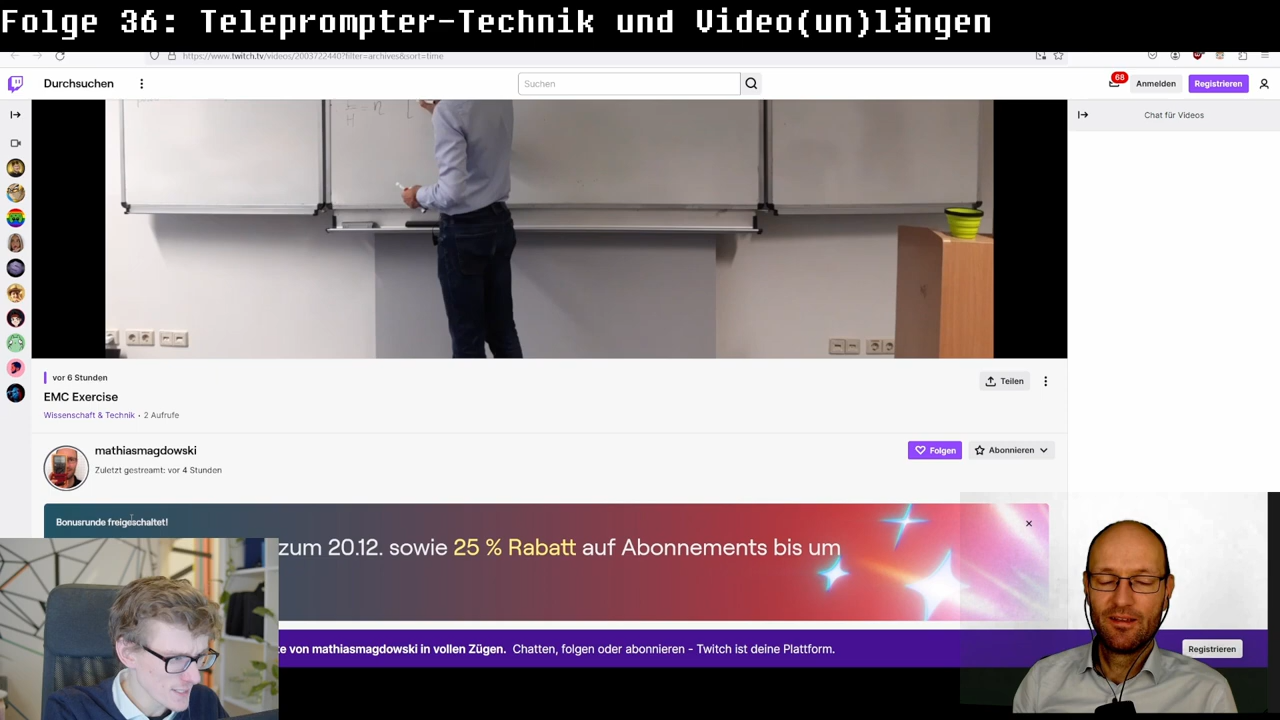 Folge 36: Teleprompter-Technik und Video(un)längen
https://www.twitch.tv/videos/2003722440?filter=archives&sort=time
Durchsuchen
Suchen
68
Anmelden
Registrieren
Chat für Videos
vor 6 Stunden
Teilen
EMC Exercise
Wissenschaft & Technik • 2 Aufrufe
mathiasmagdowski
Folgen
Abonnieren
Zuletzt gestreamt: vor 4 Stunden
Bonusrunde freigeschaltet!
zum 20.12. sowie 25 % Rabatt auf Abonnements bis um
von mathiasmagdowski in vollen Zügen. Chatten, folgen oder abonnieren - Twitch ist deine Plattform.
Registrieren